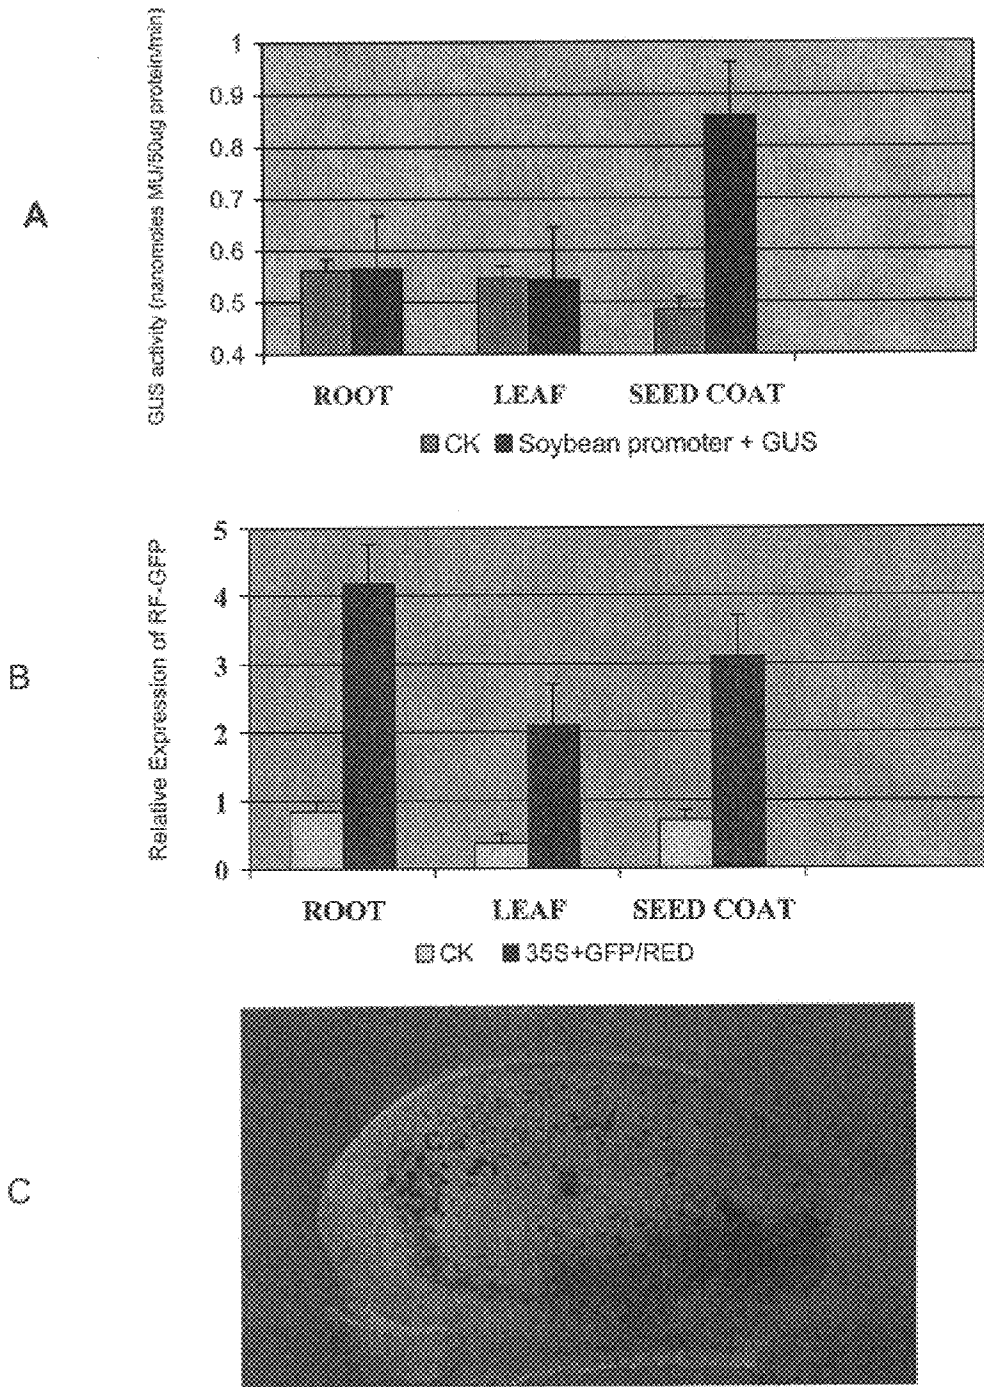 A
GUS activity (nanomoles MU/50ug protein/min)
1
0.9
0.8
0.7
0.6
0.5
0.4
ROOT LEAF SEED COAT
CK Soybean promoter + GUS
B
Relative Expression of RF-GFP
5
4
3
2
1
0
ROOT LEAF SEED COAT
CK 35S+GFP/RED
C